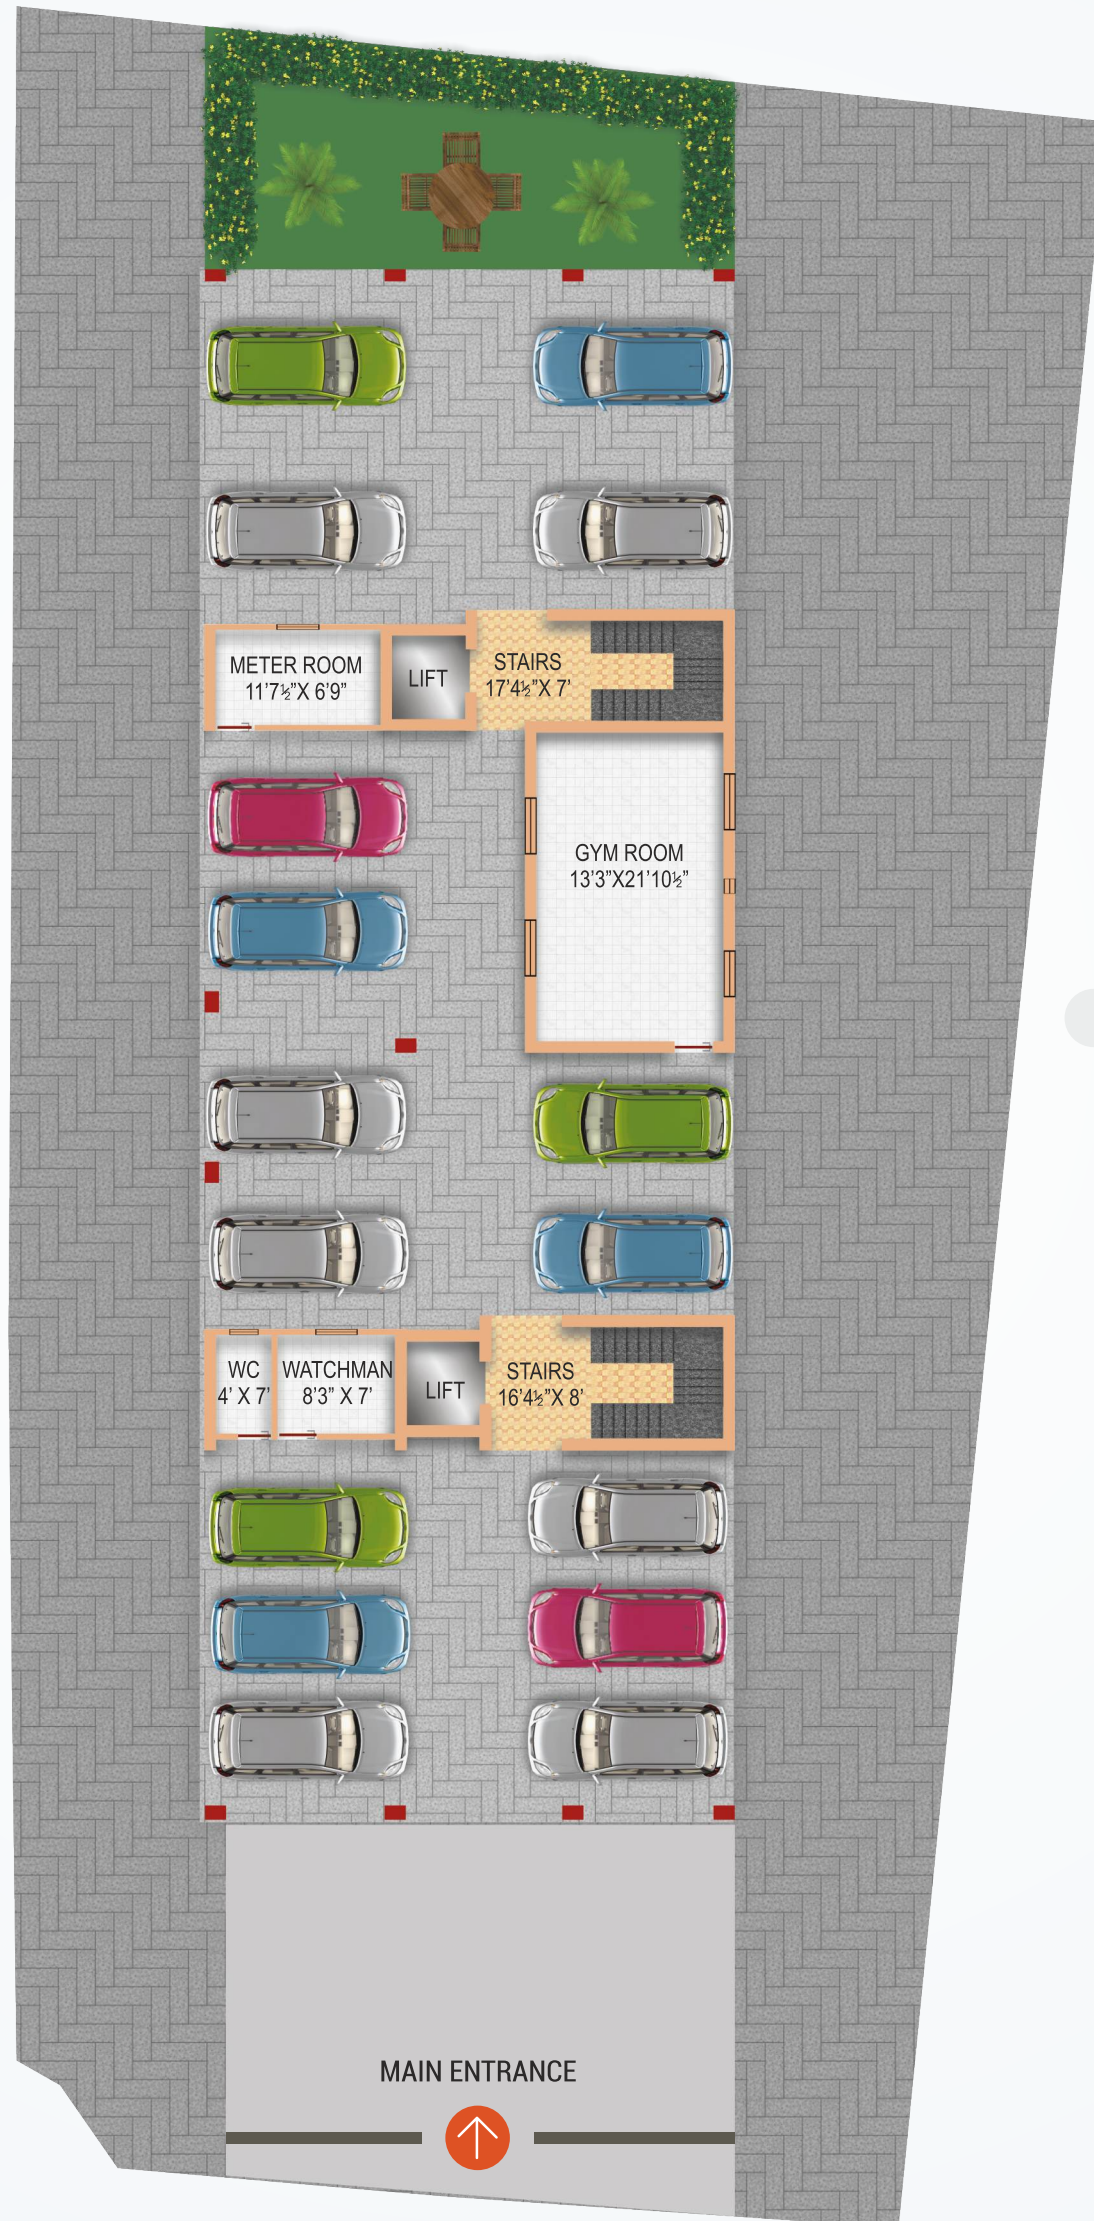 METER ROOM
11’7½”X 6’9”
LIFT
STAIRS
17’4½”X 7’
GYM ROOM
13’3”X21’10½”
WC
4’ X 7’
WATCHMAN
8’3” X 7’
LIFT
STAIRS
16’4½”X 8’
MAIN ENTRANCE